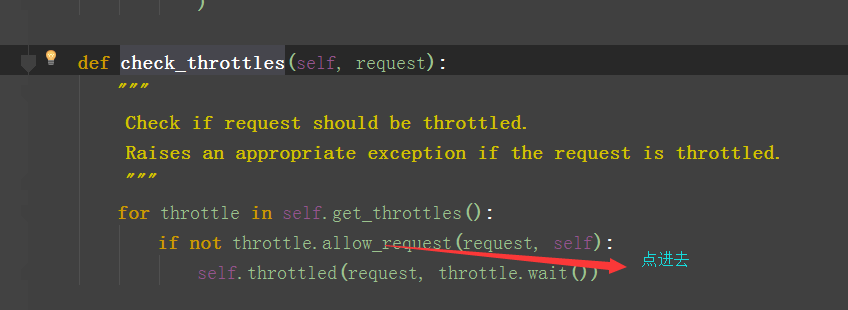 )
def check_throttles(self, request):
"""
Check if request should be throttled.
Raises an appropriate exception if the request is throttled.
"""
for throttle in self.get_throttles():
if not throttle.allow_request(request, self):
self.throttled(request, throttle.wait())
点进去